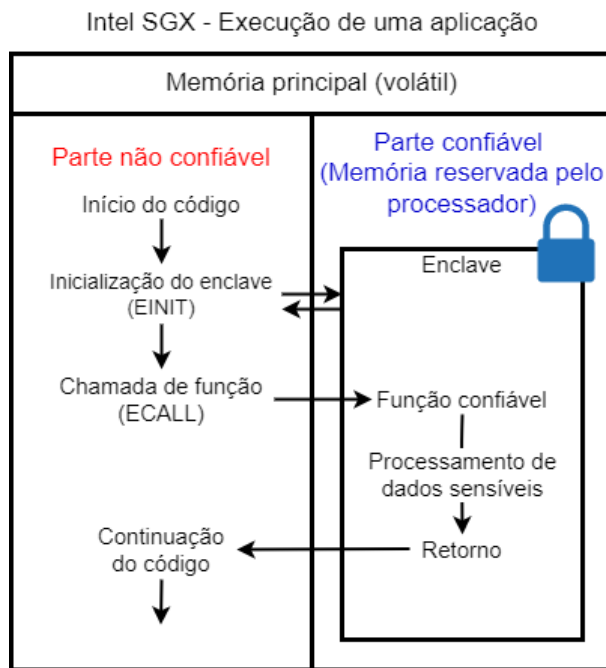 Intel SGX - Execução de uma aplicação
Memória principal (volátil)
Parte não confiável
Início do código
Inicialização do enclave
(EINIT)
Chamada de função
(ECALL)
Continuação
do código
Parte confiável
(Memória reservada pelo
processador)
Enclave
Função confiável
Processamento de
dados sensíveis
Retorno